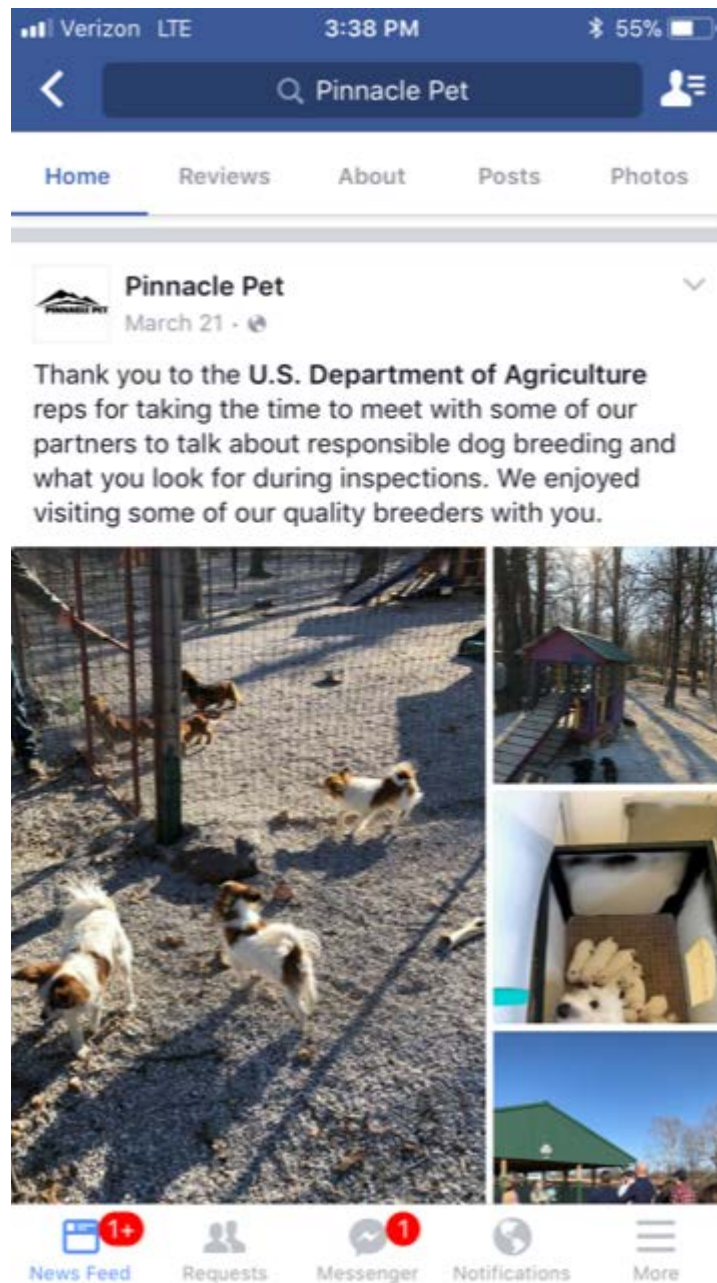 Verizon LTE 3:38 PM 55%
Pinnacle Pet
Home Reviews About Posts Photos
PINNACLE PET
Pinnacle Pet
March 21 ·
Thank you to the U.S. Department of Agriculture
reps for taking the time to meet with some of our
partners to talk about responsible dog breeding and
what you look for during inspections. We enjoyed
visiting some of our quality breeders with you.
1+ 1
News Feed Requests Messenger Notifications More